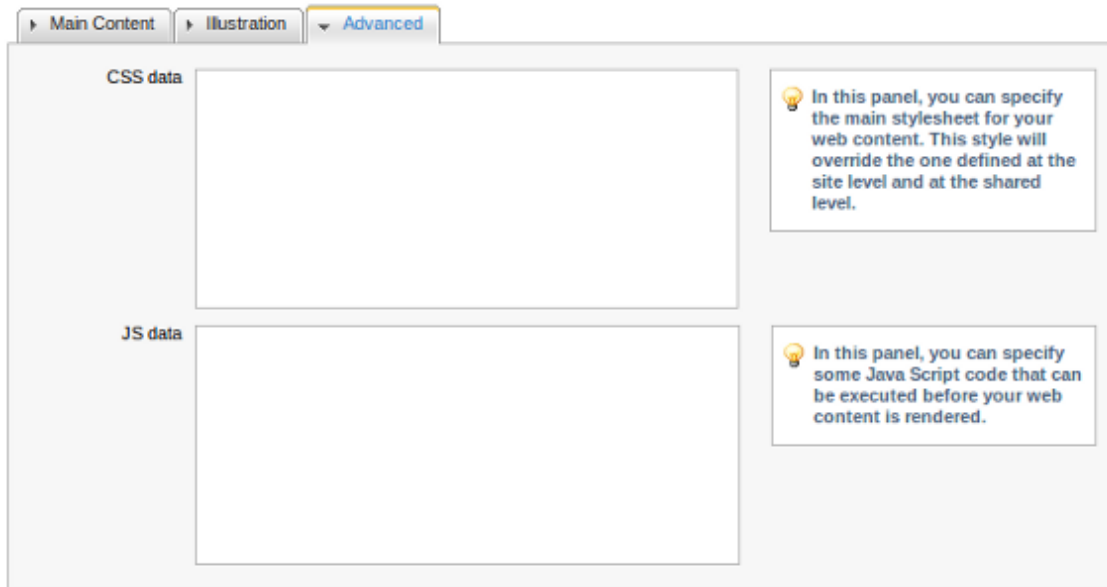 Main Content
Illustration
Advanced
CSS data
In this panel, you can specify
the main stylesheet for your
web content. This style will
override the one defined at the
site level and at the shared
level.
JS data
In this panel, you can specify
some Java Script code that can
be executed before your web
content is rendered.